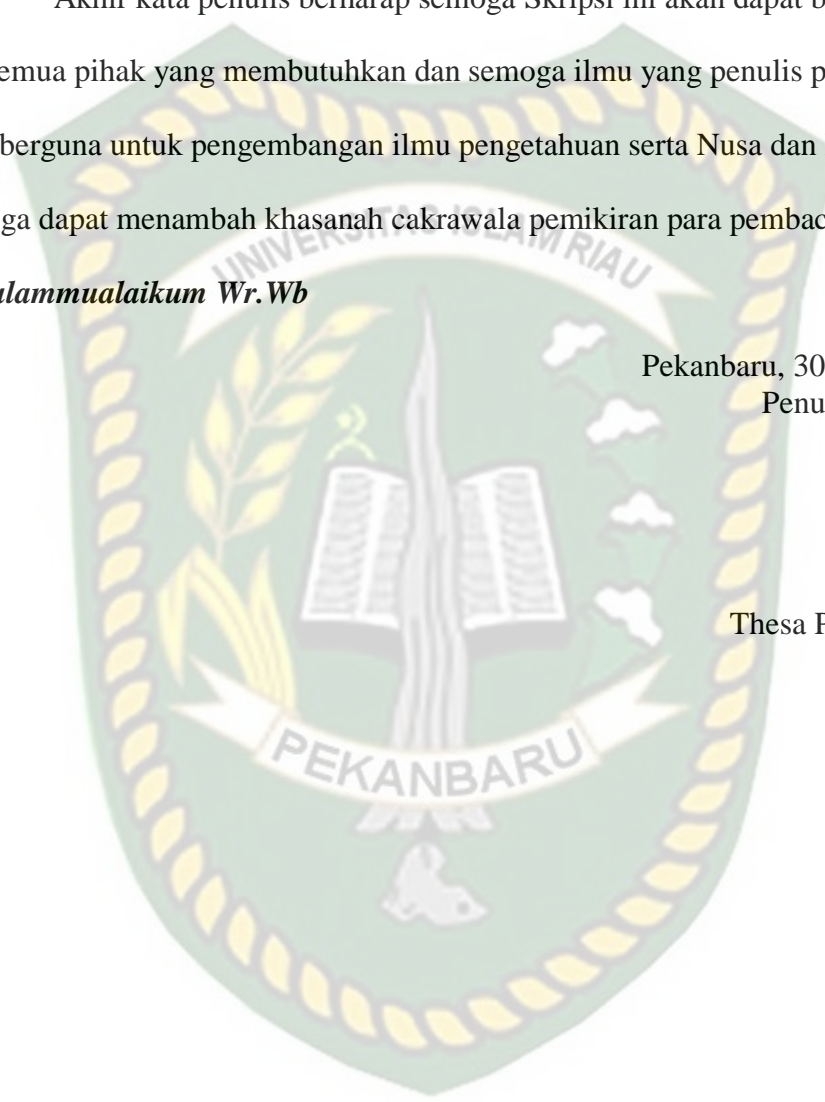 Akhir kata penulis berharap semoga Skripsi ini akan dapat b
emua pihak yang membutuhkan dan semoga ilmu yang penulis p
berguna untuk pengembangan ilmu pengetahuan serta Nusa dan
ga dapat menambah khasanah cakrawala pemikiran para pembac
UNIVERSITAS ISLAM RIAU
alammualaikum Wr.Wb
Pekanbaru, 30
Penu
Thesa P
PEKANBARU